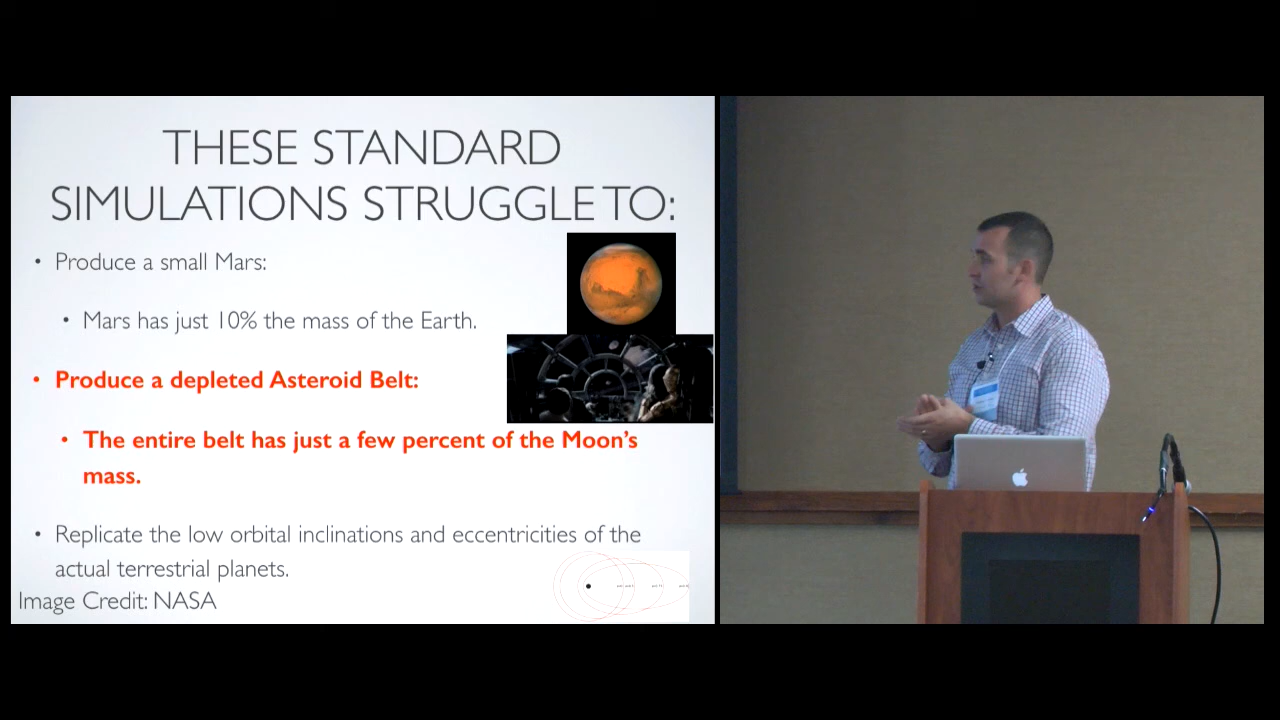 THESE STANDARD
SIMULATIONS STRUGGLE TO:
• Produce a small Mars:
• Mars has just 10% the mass of the Earth.
• Produce a depleted Asteroid Belt:
• The entire belt has just a few percent of the Moon's
mass.
• Replicate the low orbital inclinations and eccentricities of the
actual terrestrial planets.
Image Credit: NASA